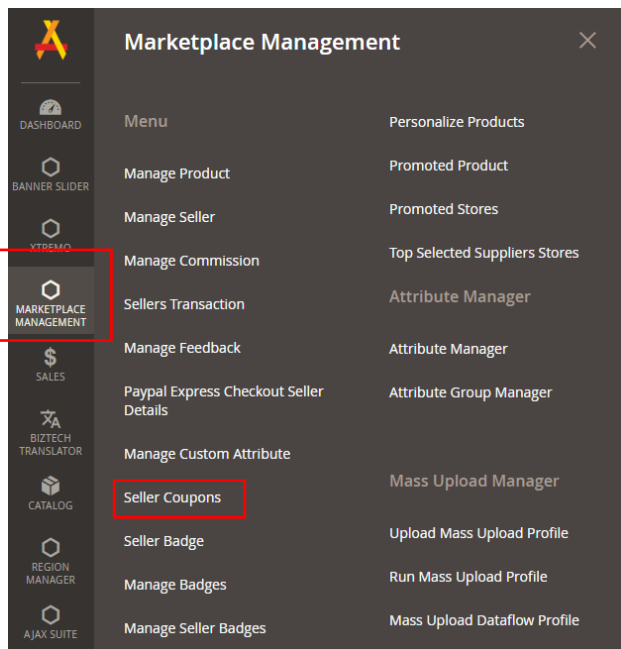 Marketplace Management
DASHBOARD
BANNER SLIDER
XTREMO
MARKETPLACE
MANAGEMENT
SALES
BIZTECH
TRANSLATOR
CATALOG
REGION
MANAGER
AJAX SUITE
Menu
Manage Product
Manage Seller
Manage Commission
Sellers Transaction
Manage Feedback
Paypal Express Checkout Seller
Details
Manage Custom Attribute
Seller Coupons
Seller Badge
Manage Badges
Manage Seller Badges
Personalize Products
Promoted Product
Promoted Stores
Top Selected Suppliers Stores
Attribute Manager
Attribute Manager
Attribute Group Manager
Mass Upload Manager
Upload Mass Upload Profile
Run Mass Upload Profile
Mass Upload Dataflow Profile